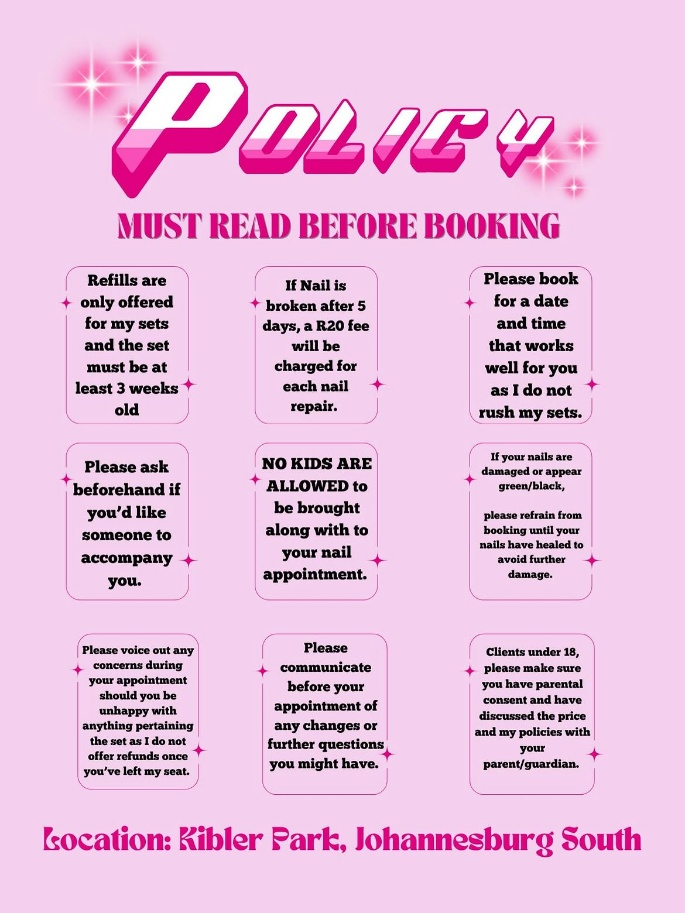 Policy
MUST READ BEFORE BOOKING
Refills are
only offered
for my sets
and the set
must be at
least 3 weeks
old
If Nail is
broken after 5
days, a R20 fee
will be
charged for
each nail
repair.
Please book
for a date
and time
that works
well for you
as I do not
rush my sets.
Please ask
beforehand if
you'd like
someone to
accompany
you.
NO KIDS ARE
ALLOWED to
be brought
along with to
your nail
appointment.
If your nails are
damaged or appear
green/black,
please refrain from
booking until your
nails have healed to
avoid further
damage.
Please voice out any
concerns during
your appointment
should you be
unhappy with
anything pertaining
the set as I do not
offer refunds once
you've left my seat.
Please
communicate
before your
appointment of
any changes or
further questions
you might have.
Clients under 18,
please make sure
you have parental
consent and have
discussed the price
and my policies with
your
parent/guardian.
Location: Kibler Park, Johannesburg South